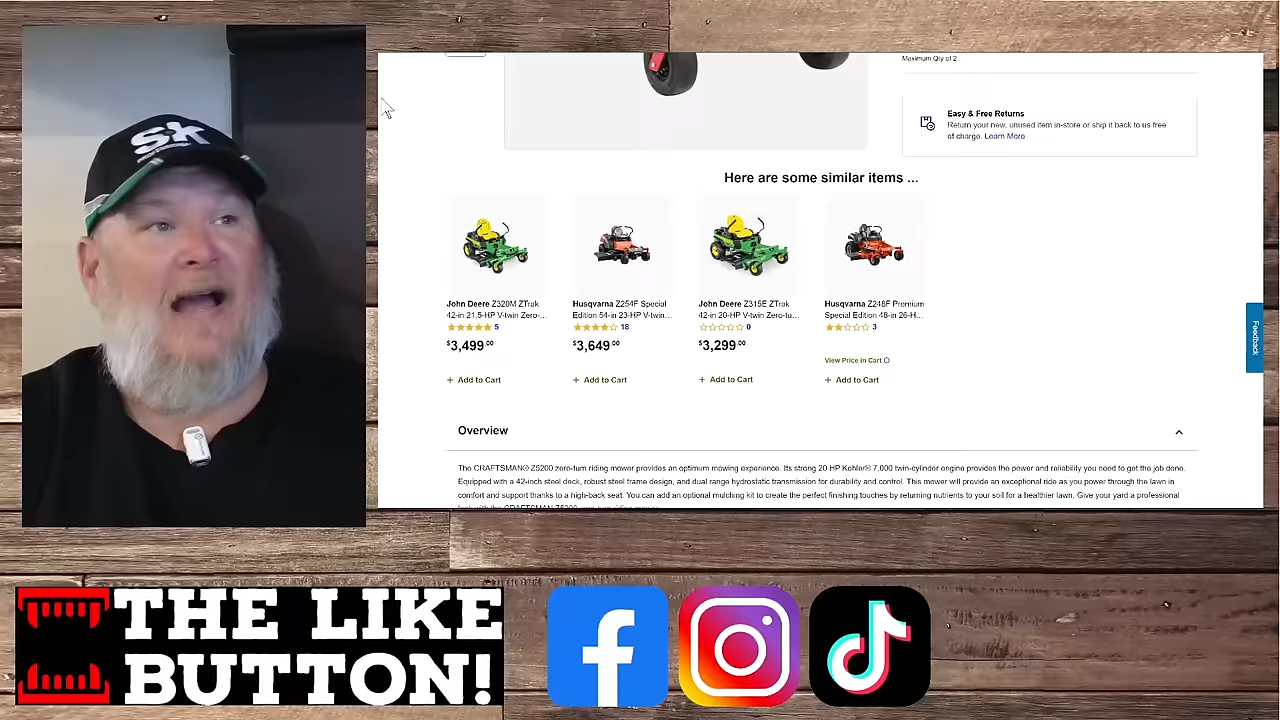 sk
Maximum Qty of 2
Easy & Free Returns
Return your new, unused item in-store or ship it back to us free
of charge. Learn More
Here are some similar items ...
John Deere Z320M ZTrak
42-in 21.5-HP V-twin Zero-...
5
$3,499.00
+ Add to Cart
Husqvarna Z254F Special
Edition 54-in 23-HP V-twin...
18
$3,649.00
+ Add to Cart
John Deere Z315E ZTrak
42-in 20-HP V-twin Zero-tu...
0
$3,299.00
+ Add to Cart
Husqvarna Z248F Premium
Special Edition 48-in 26-H...
3
View Price in Cart
+ Add to Cart
Feedback
Overview
The CRAFTSMAN® Z5200 zero-turn riding mower provides an optimum mowing experience. Its strong 20 HP Kohler® 7,000 twin-cylinder engine provides the power and reliability you need to get the job done.
Equipped with a 42-inch steel deck, robust steel frame design, and dual range hydrostatic transmission for durability and control. This mower will provide an exceptional ride as you power through the lawn in
comfort and support thanks to a high-back seat. You can add an optional mulching kit to create the perfect finishing touches by returning nutrients to your soil for a healthier lawn. Give your yard a professional
THE LIKE
BUTTON!